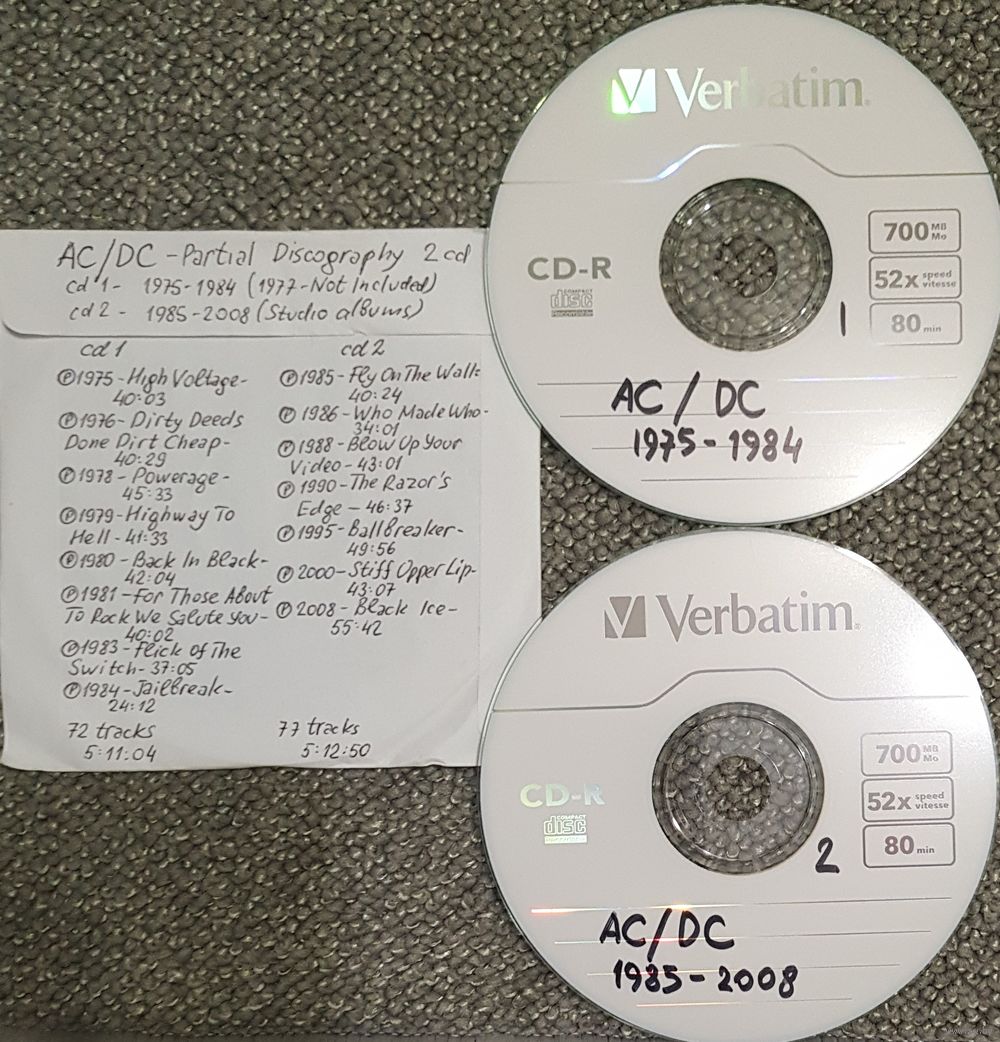 AC/DC - Partial Discography 2 cd
cd 1 - 1975-1984 (1977-Not Included)
cd 2 - 1985-2008 (Studio albums)
cd 1
Ⓟ1975-High Voltage-
40:03
Ⓟ1976-Dirty Deeds
Done Dirt Cheap-
40:29
Ⓟ1978-Powerage-
45:33
Ⓟ1979-Highway To
Hell-41:33
Ⓟ1980-Back In Black-
42:04
Ⓟ1981-For Those About
To Rock We Salute You-
40:02
Ⓟ1983-Flick Of The
Switch-37:05
Ⓟ1984-Jailbreak-
24:12
72 tracks
5:11:04
cd 2
Ⓟ1985-Fly On The Wall-
40:24
Ⓟ1986-Who Made Who-
34:01
Ⓟ1988-Blow Up Your
Video-43:01
Ⓟ1990-The Razor's
Edge-46:37
Ⓟ1995-Ballbreaker-
49:56
Ⓟ2000-Stiff Upper Lip-
43:07
Ⓟ2008-Black Ice-
55:42
77 tracks
5:12:50
Verbatim
CD-R
COMPACT
disc
Recordable
700 MB Mo
52x speed vitesse
80 min
1
AC/DC
1975-1984
Verbatim
CD-R
COMPACT
disc
Recordable
700 MB Mo
52x speed vitesse
80 min
2
AC/DC
1985-2008